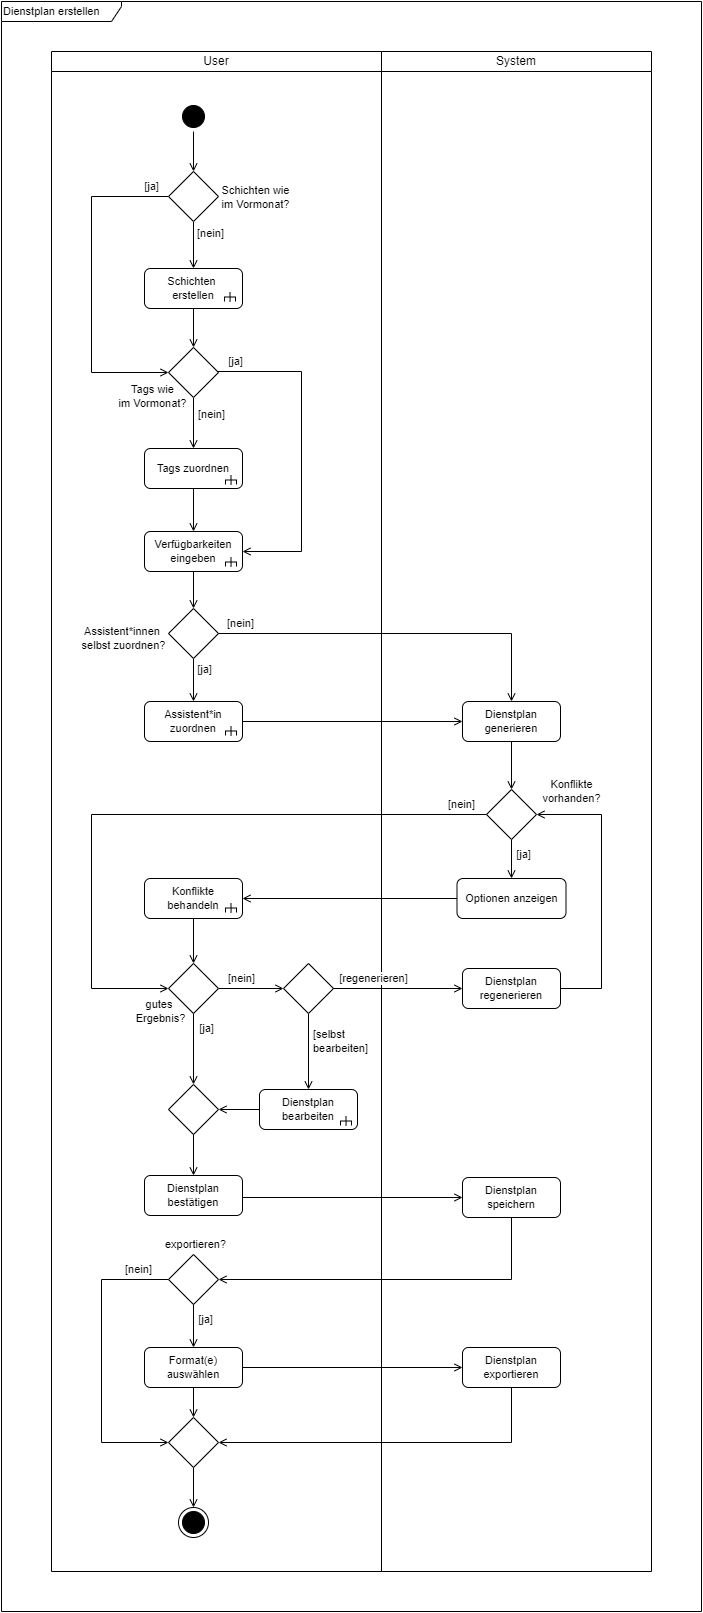 Dienstplan erstellen
User
System
[ja]
Schichten wie
im Vormonat?
[nein]
Schichten
erstellen
[ja]
Tags wie
im Vormonat?
[nein]
Tags zuordnen
Verfügbarkeiten
eingeben
[nein]
Assistent*innen
selbst zuordnen?
[ja]
Assistent*in
zuordnen
Dienstplan
generieren
Konflikte
vorhanden?
[nein]
[ja]
Konflikte
behandeln
Optionen anzeigen
[nein]
[regenerieren]
Dienstplan
regenerieren
gutes
Ergebnis?
[ja]
[selbst
bearbeiten]
Dienstplan
bearbeiten
Dienstplan
bestätigen
Dienstplan
speichern
exportieren?
[nein]
[ja]
Format(e)
auswählen
Dienstplan
exportieren